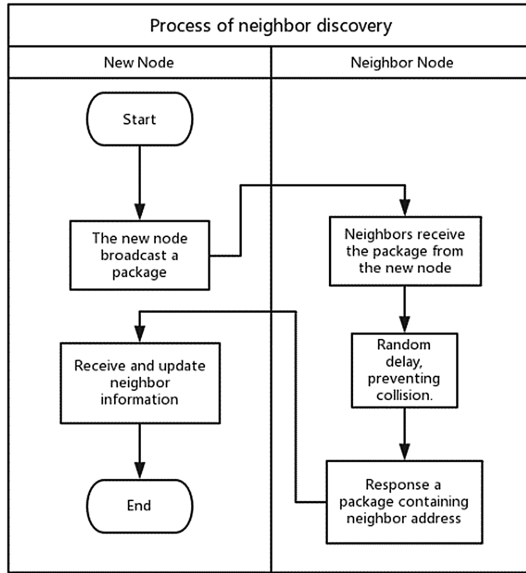 Process of neighbor discovery
New Node
Neighbor Node
Start
The new node
broadcast a
package
Neighbors receive
the package from
the new node
Random
delay,
preventing
collision.
Response a
package containing
neighbor address
Receive and update
neighbor
information
End